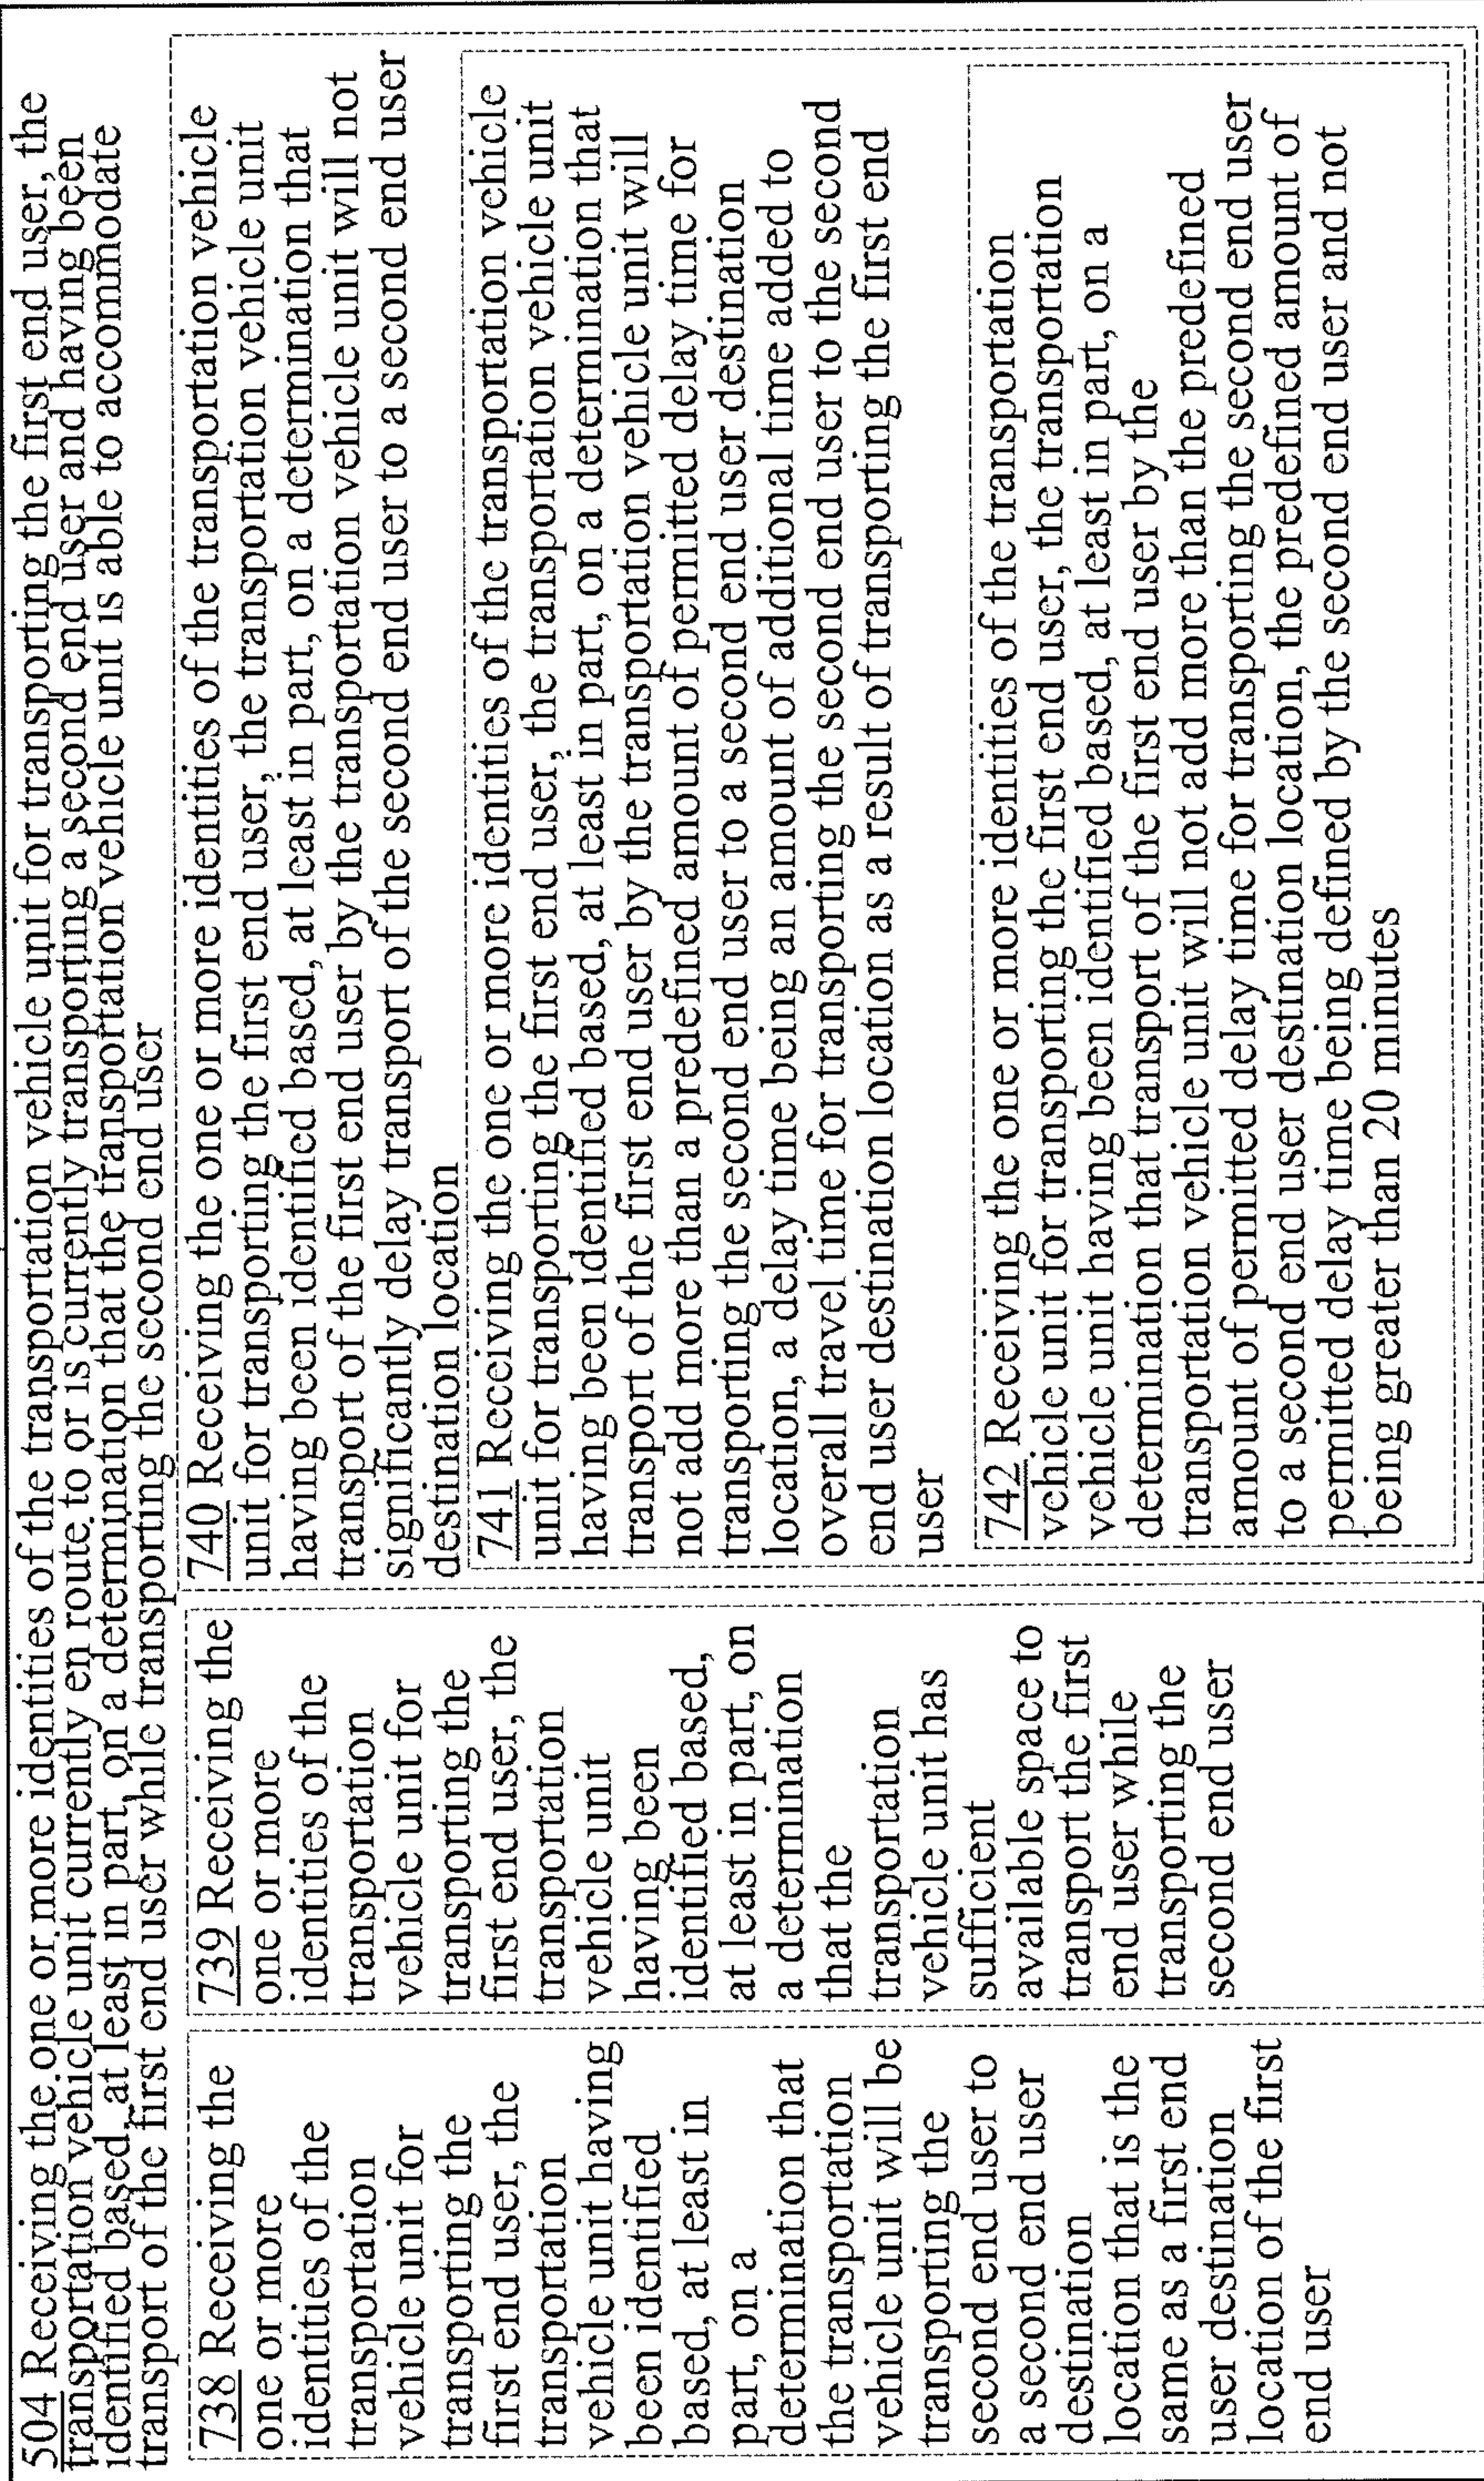 504 Receiving the one or more identities of the transportation vehicle unit for transporting the first end user, the
transportation vehicle unit currently en route to or is currently transporting a second end user and having been
identified based, at least in part, on a determination that the transportation vehicle unit is able to accommodate
transport of the first end user while transporting the second end user
738 Receiving the
one or more
identities of the
transportation
vehicle unit for
transporting the
first end user, the
transportation
vehicle unit having
been identified
based, at least in
part, on a
determination that
the transportation
vehicle unit will be
transporting the
second end user to
a second end user
destination
location that is the
same as a first end
user destination
location of the first
end user
739 Receiving the
one or more
identities of the
transportation
vehicle unit for
transporting the
first end user, the
transportation
vehicle unit
having been
identified based,
at least in part, on
a determination
that the
transportation
vehicle unit has
sufficient
available space to
transport the first
end user while
transporting the
second end user
740 Receiving the one or more identities of the transportation vehicle
unit for transporting the first end user, the transportation vehicle unit
having been identified based, at least in part, on a determination that
transport of the first end user by the transportation vehicle unit will not
significantly delay transport of the second end user to a second end user
destination location
741 Receiving the one or more identities of the transportation vehicle
unit for transporting the first end user, the transportation vehicle unit
having been identified based, at least in part, on a determination that
transport of the first end user by the transportation vehicle unit will
not add more than a predefined amount of permitted delay time for
transporting the second end user to a second end user destination
location, a delay time being an amount of additional time added to
overall travel time for transporting the second end user to the second
end user destination location as a result of transporting the first end
user
742 Receiving the one or more identities of the transportation
vehicle unit for transporting the first end user, the transportation
vehicle unit having been identified based, at least in part, on a
determination that transport of the first end user by the
transportation vehicle unit will not add more than the predefined
amount of permitted delay time for transporting the second end user
to a second end user destination location, the predefined amount of
permitted delay time being defined by the second end user and not
being greater than 20 minutes